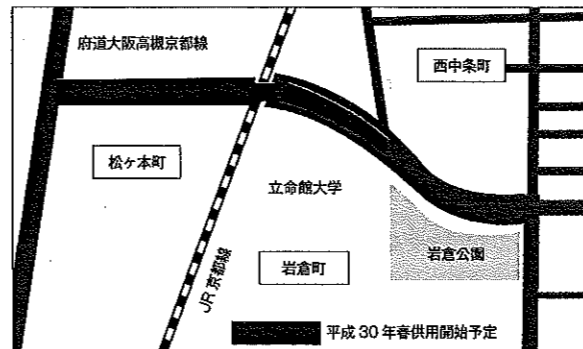 府道大阪高槻京都線
西中条町
松ヶ本町
立命館大学
岩倉公園
JR京都線
岩倉町
平成30年春供用開始予定